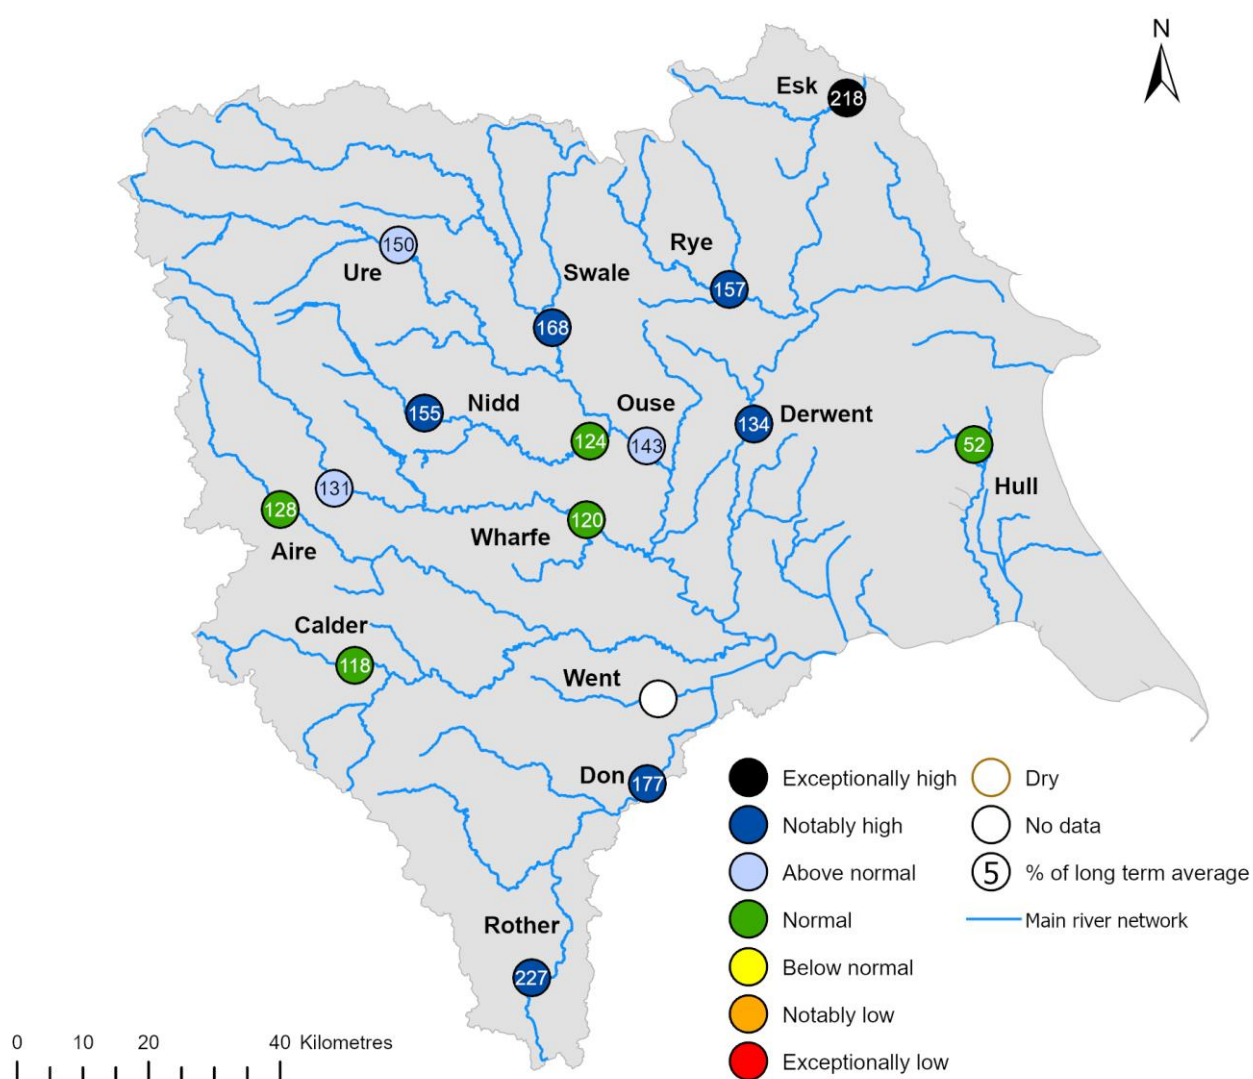 N
Esk
218
Rye
150
Ure
Swale
157
168
Nidd
Ouse
155
Derwent
134
124
143
52
Hull
131
128
120
Wharfe
Aire
Calder
118
Went
Don
177
Rother
227
Exceptionally high
Notably high
Above normal
Normal
Below normal
Notably low
Exceptionally low
Dry
No data
5 % of long term average
Main river network
0 10 20 40 Kilometres